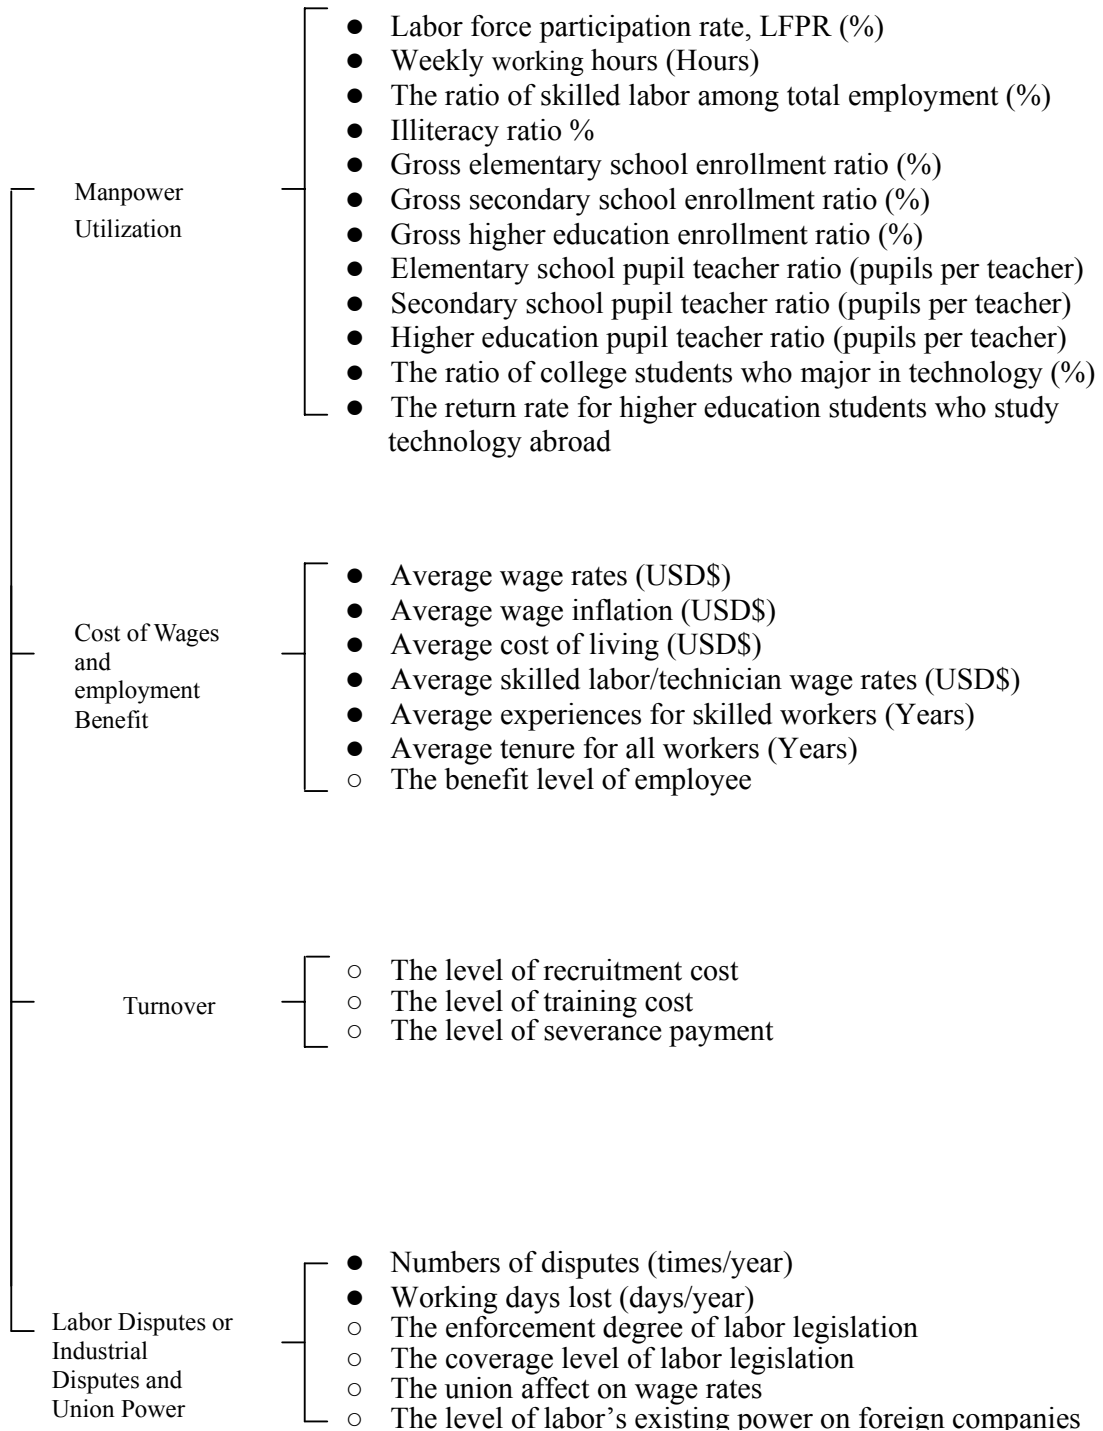 Manpower
Utilization
● Labor force participation rate, LFPR (%)
● Weekly working hours (Hours)
● The ratio of skilled labor among total employment (%)
● Illiteracy ratio %
● Gross elementary school enrollment ratio (%)
● Gross secondary school enrollment ratio (%)
● Gross higher education enrollment ratio (%)
● Elementary school pupil teacher ratio (pupils per teacher)
● Secondary school pupil teacher ratio (pupils per teacher)
● Higher education pupil teacher ratio (pupils per teacher)
● The ratio of college students who major in technology (%)
● The return rate for higher education students who study
technology abroad
Cost of Wages
and
employment
Benefit
● Average wage rates (USD$)
● Average wage inflation (USD$)
● Average cost of living (USD$)
● Average skilled labor/technician wage rates (USD$)
● Average experiences for skilled workers (Years)
● Average tenure for all workers (Years)
○ The benefit level of employee
Turnover
○ The level of recruitment cost
○ The level of training cost
○ The level of severance payment
Labor Disputes or
Industrial
Disputes and
Union Power
● Numbers of disputes (times/year)
● Working days lost (days/year)
○ The enforcement degree of labor legislation
○ The coverage level of labor legislation
○ The union affect on wage rates
○ The level of labor’s existing power on foreign companies